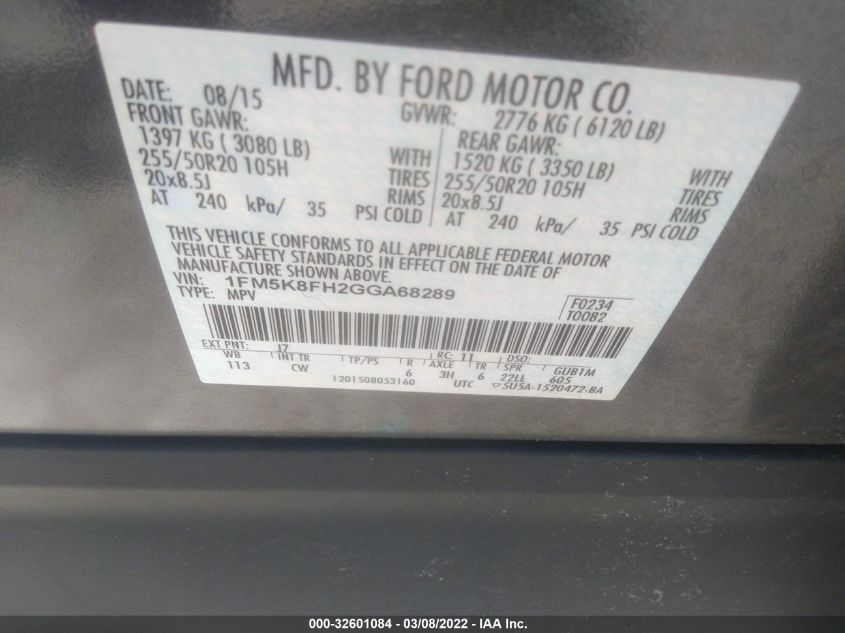 MFD. BY FORD MOTOR CO.
DATE: 08/15 GVWR: 2776 KG ( 6120 LB)
FRONT GAWR: REAR GAWR:
1397 KG ( 3080 LB) WITH 1520 KG ( 3350 LB) WITH
255/50R20 105H TIRES 255/50R20 105H TIRES
20x8.5J RIMS 20x8.5J RIMS
AT 240 kPa/ 35 PSI COLD AT 240 kPa/ 35 PSI COLD
THIS VEHICLE CONFORMS TO ALL APPLICABLE FEDERAL MOTOR
VEHICLE SAFETY STANDARDS IN EFFECT ON THE DATE OF
MANUFACTURE SHOWN ABOVE.
VIN: 1FM5K8FH2GGA68289
TYPE: MPV
F0234
T0082
EXT PNT: J7 RC: 11 DSO:
WB INT TR TP/PS R AXLE TR SPR GUB1M
113 CW 6 3H 6 22LL 605
1201508053160 UTC 5U5A-1520472-BA
000-32601084 - 03/08/2022 - IAA Inc.